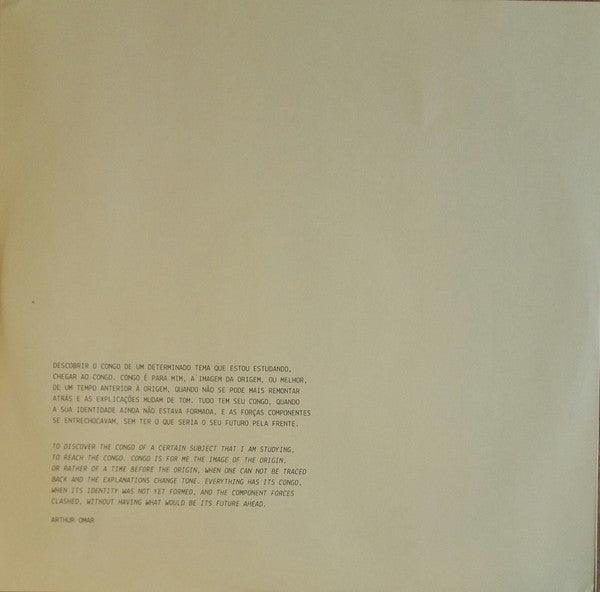 DESCOBRIR O CONGO DE UM DETERMINADO TEMA QUE ESTOU ESTUDANDO,
CHEGAR AO CONGO. CONGO É PARA MIM, A IMAGEM DA ORIGEM, OU MELHOR,
DE UM TEMPO ANTERIOR À ORIGEM, QUANDO NÃO SE PODE MAIS REMONTAR
ATRÁS E AS EXPLICAÇÕES MUDAM DE TOM. TUDO TEM SEU CONGO, QUANDO
A SUA IDENTIDADE AINDA NÃO ESTAVA FORMADA, E AS FORÇAS COMPONENTES
SE ENTRECHOCAVAM, SEM TER O QUE SERIA O SEU FUTURO PELA FRENTE.
TO DISCOVER THE CONGO OF A CERTAIN SUBJECT THAT I AM STUDYING,
TO REACH THE CONGO. CONGO IS FOR ME THE IMAGE OF THE ORIGIN,
OR RATHER OF A TIME BEFORE THE ORIGIN, WHEN ONE CAN NOT BE TRACED
BACK AND THE EXPLANATIONS CHANGE TONE. EVERYTHING HAS ITS CONGO,
WHEN ITS IDENTITY WAS NOT YET FORMED, AND THE COMPONENT FORCES
CLASHED, WITHOUT HAVING WHAT WOULD BE ITS FUTURE AHEAD.
ARTHUR OMAR